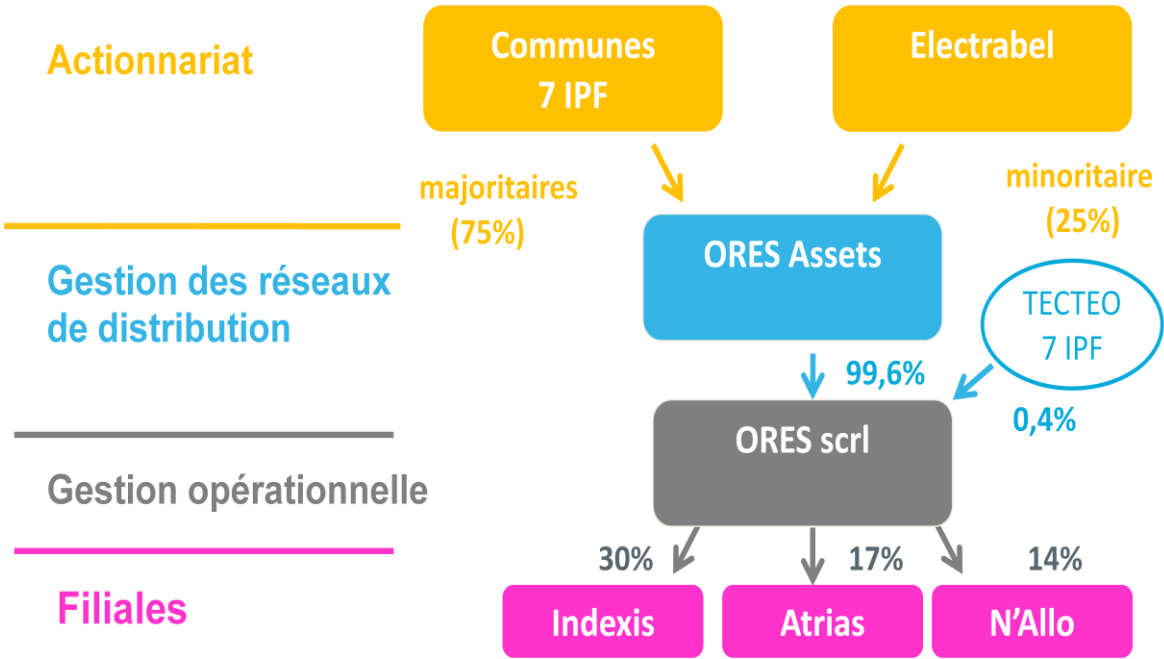 Actionnariat
Communes
7 IPF
Electrabel
majoritaires
(75%)
minoritaire
(25%)
Gestion des réseaux
de distribution
ORES Assets
TECTEO
7 IPF
99,6%
0,4%
Gestion opérationnelle
ORES scrl
30%
17%
14%
Filiales
Indexis
Atrias
N'Allo